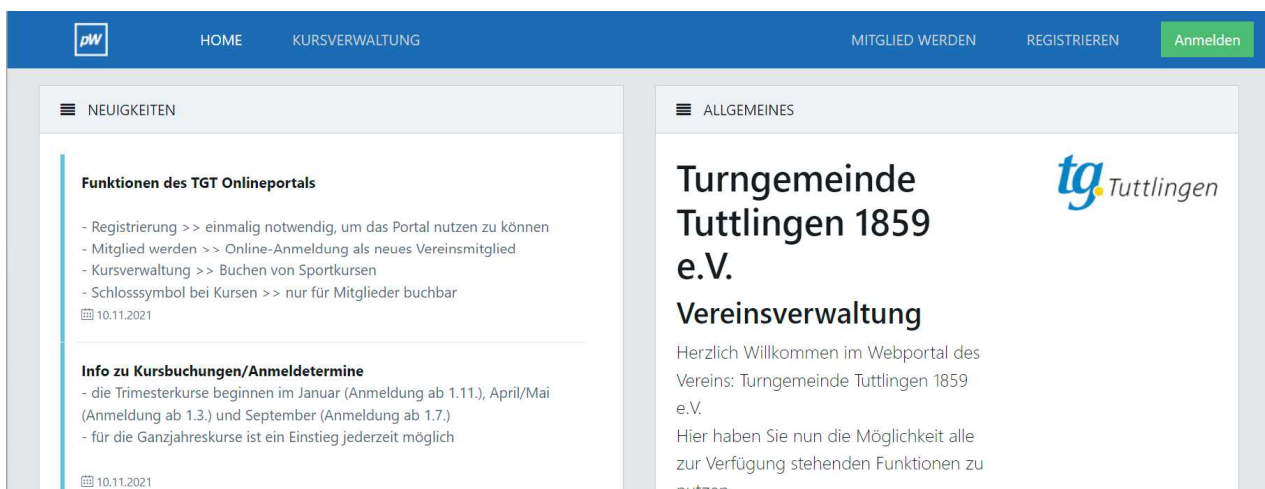 pW
HOME
KURSVERWALTUNG
MITGLIED WERDEN
REGISTRIEREN
Anmelden
NEUIGKEITEN
Funktionen des TGT Onlineportals
- Registrierung >> einmalig notwendig, um das Portal nutzen zu können
- Mitglied werden >> Online-Anmeldung als neues Vereinsmitglied
- Kursverwaltung >> Buchen von Sportkursen
- Schlosssymbol bei Kursen >> nur für Mitglieder buchbar
10.11.2021
Info zu Kursbuchungen/Anmeldetermine
- die Trimesterkurse beginnen im Januar (Anmeldung ab 1.11.), April/Mai
(Anmeldung ab 1.3.) und September (Anmeldung ab 1.7.)
- für die Ganzjahreskurse ist ein Einstieg jederzeit möglich
10.11.2021
ALLGEMEINES
Turngemeinde
Tuttlingen 1859
e.V.
tg. Tuttlingen
Vereinsverwaltung
Herzlich Willkommen im Webportal des
Vereins: Turngemeinde Tuttlingen 1859
e.V.
Hier haben Sie nun die Möglichkeit alle
zur Verfügung stehenden Funktionen zu